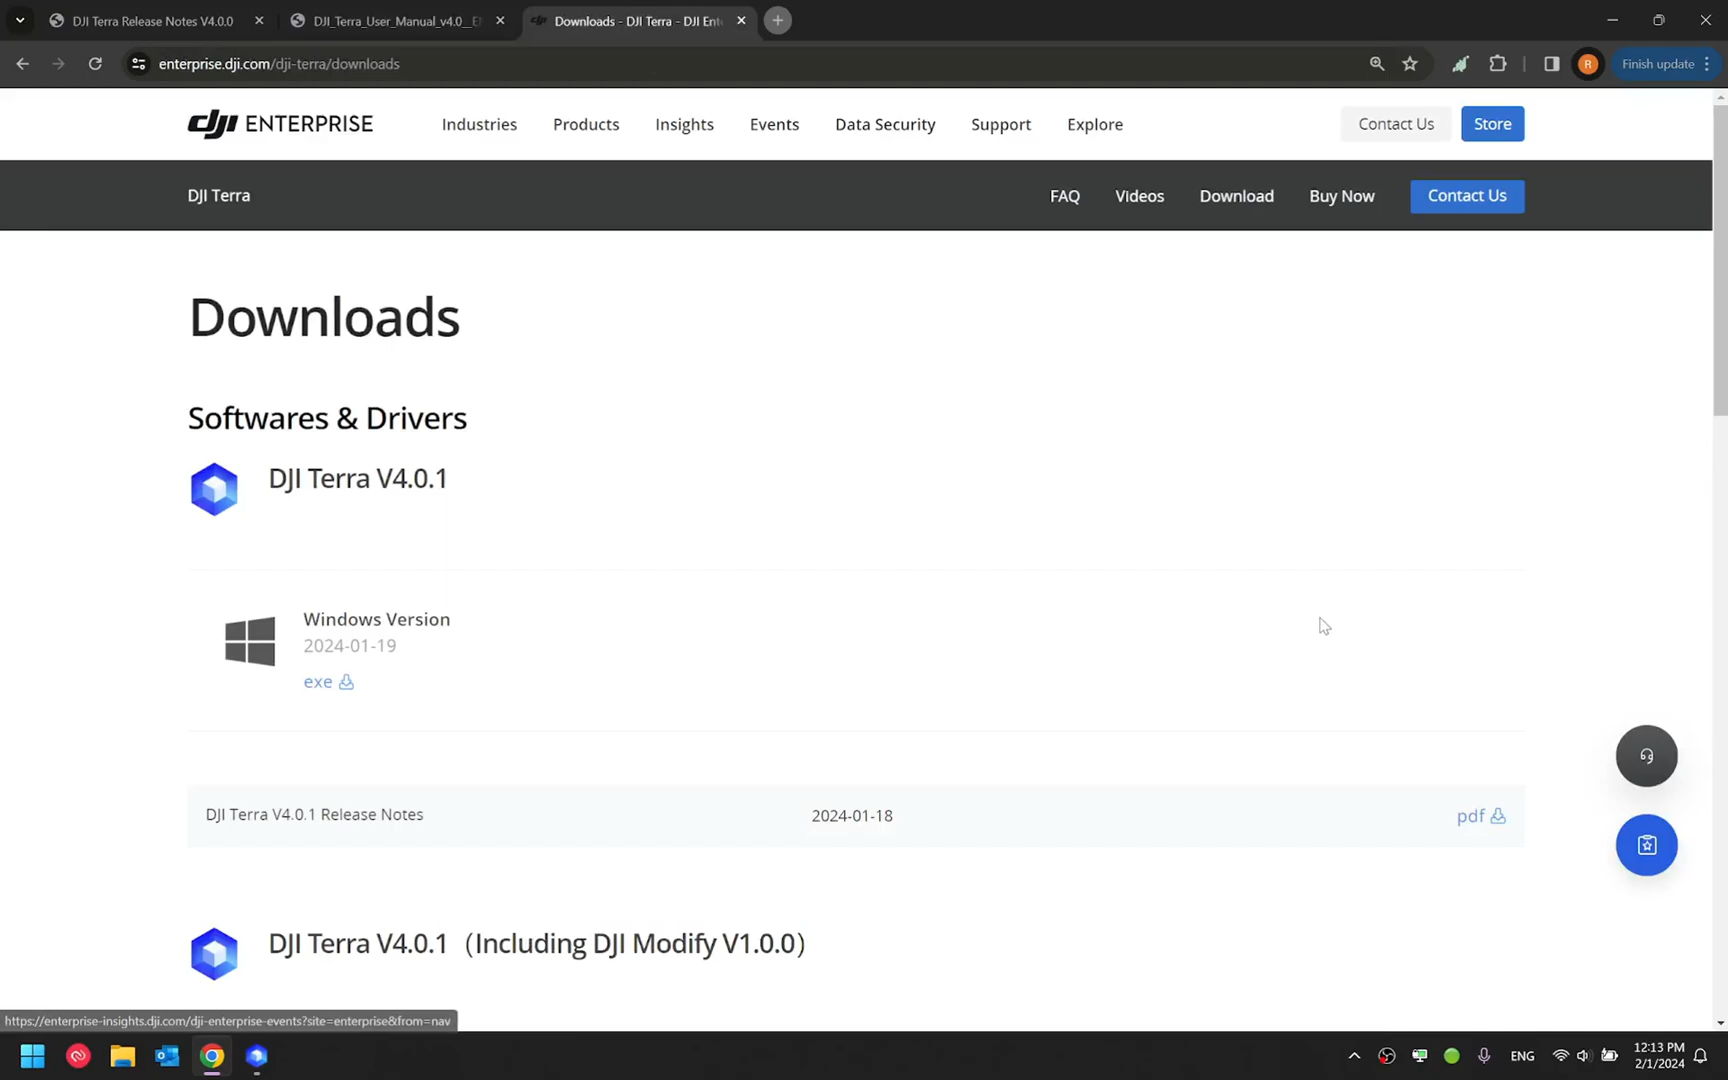 DJI Terra Release Notes V4.0.0
DJI_Terra_User_Manual_v4.0__EN
Downloads - DJI Terra - DJI Ent
enterprise.dji.com/dji-terra/downloads
R
Finish update
dji ENTERPRISE
Industries
Products
Insights
Events
Data Security
Support
Explore
Contact Us
Store
DJI Terra
FAQ
Videos
Download
Buy Now
Contact Us
Downloads
Softwares & Drivers
DJI Terra V4.0.1
Windows Version
2024-01-19
exe
DJI Terra V4.0.1 Release Notes
2024-01-18
pdf
DJI Terra V4.0.1（Including DJI Modify V1.0.0）
https://enterprise-insights.dji.com/dji-enterprise-events?site=enterprise&from=nav
ENG
12:13 PM
2/1/2024